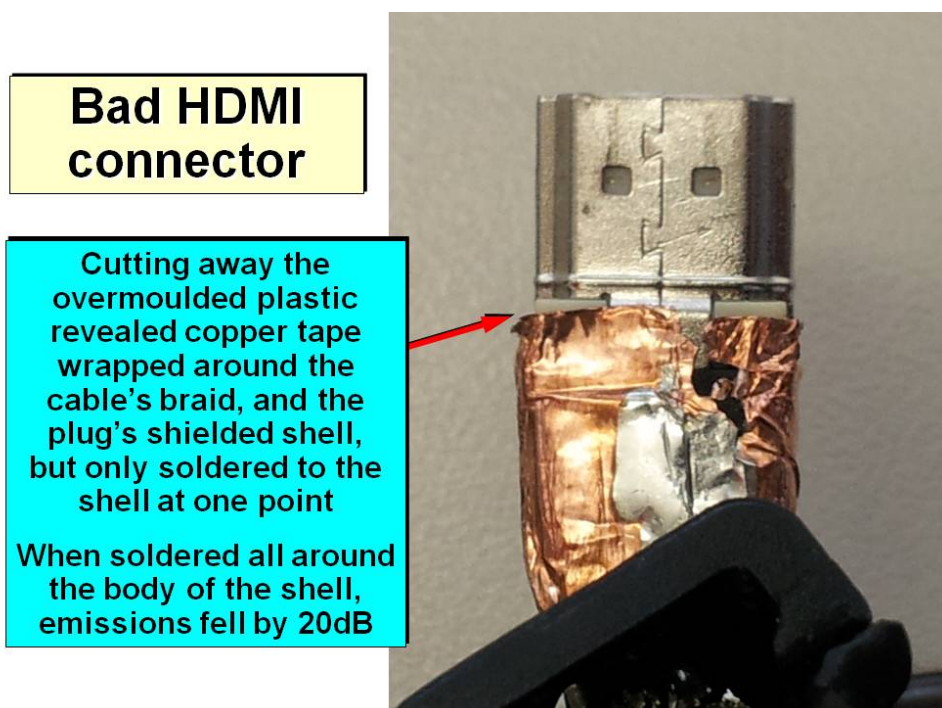 Bad HDMI
connector
Cutting away the
overmoulded plastic
revealed copper tape
wrapped around the
cable's braid, and the
plug's shielded shell,
but only soldered to the
shell at one point
When soldered all around
the body of the shell,
emissions fell by 20dB